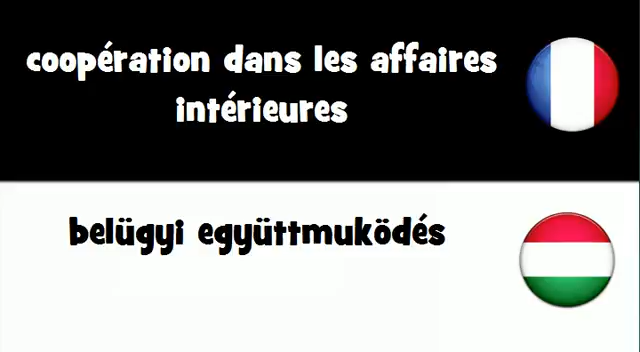 coopération dans les affaires
intérieures
belügyi együttmuködés